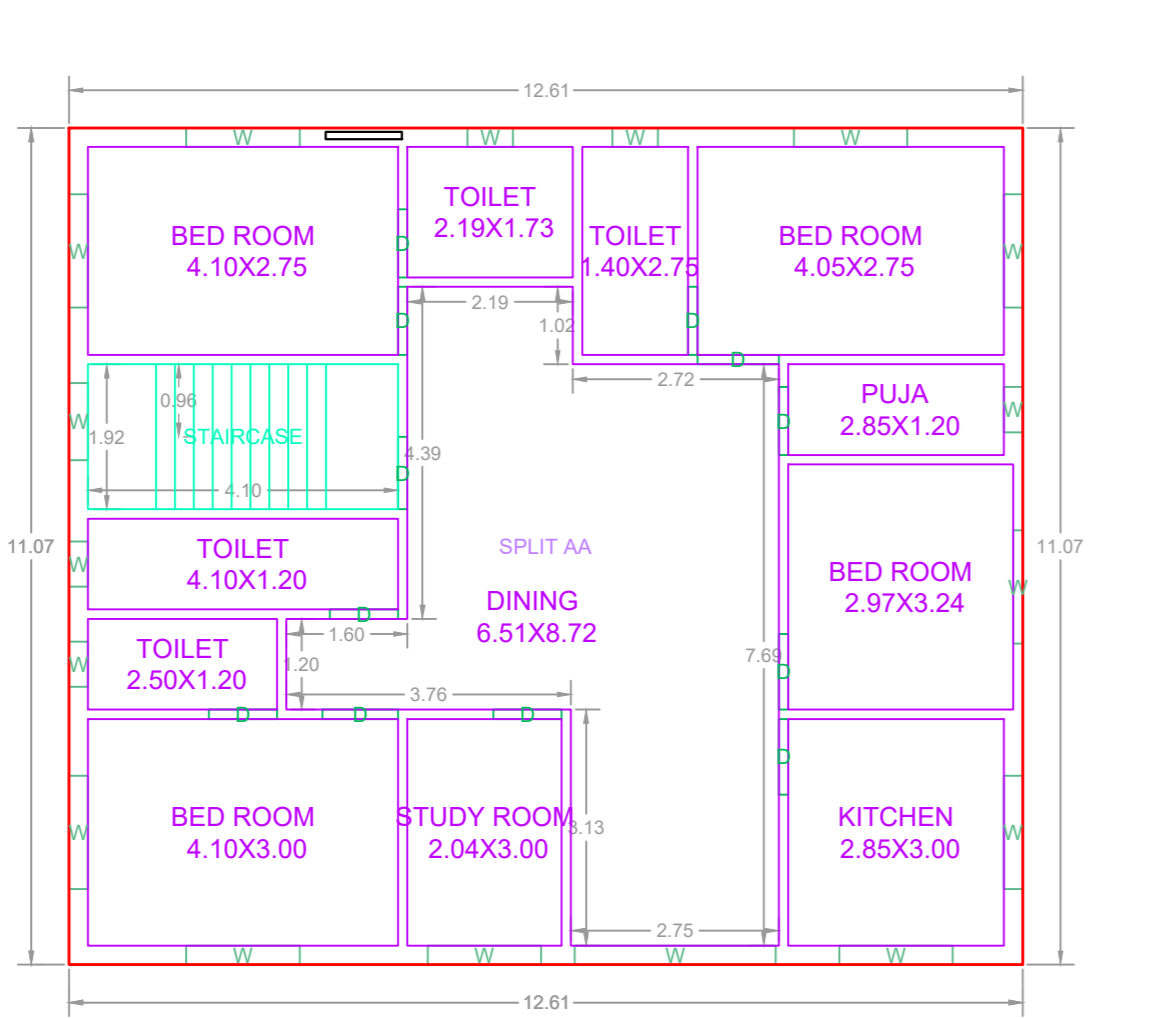 12.61
W
W
W
W
BED ROOM
4.10X2.75
TOILET
2.19X1.73
TOILET
1.40X2.75
BED ROOM
4.05X2.75
W
D
W
D
2.19
1.02
D
D
2.72
PUJA
2.85X1.20
W
0.96
W
1.92
STAIRCASE
4.39
D
D
4.10
11.07
SPLIT AA
11.07
TOILET
4.10X1.20
W
DINING
6.51X8.72
BED ROOM
2.97X3.24
W
D
1.60
TOILET
2.50X1.20
W
1.20
7.69
D
3.76
D
D
D
D
BED ROOM
4.10X3.00
W
STUDY ROOM
2.04X3.00
3.13
KITCHEN
2.85X3.00
W
2.75
W
W
W
W
12.61